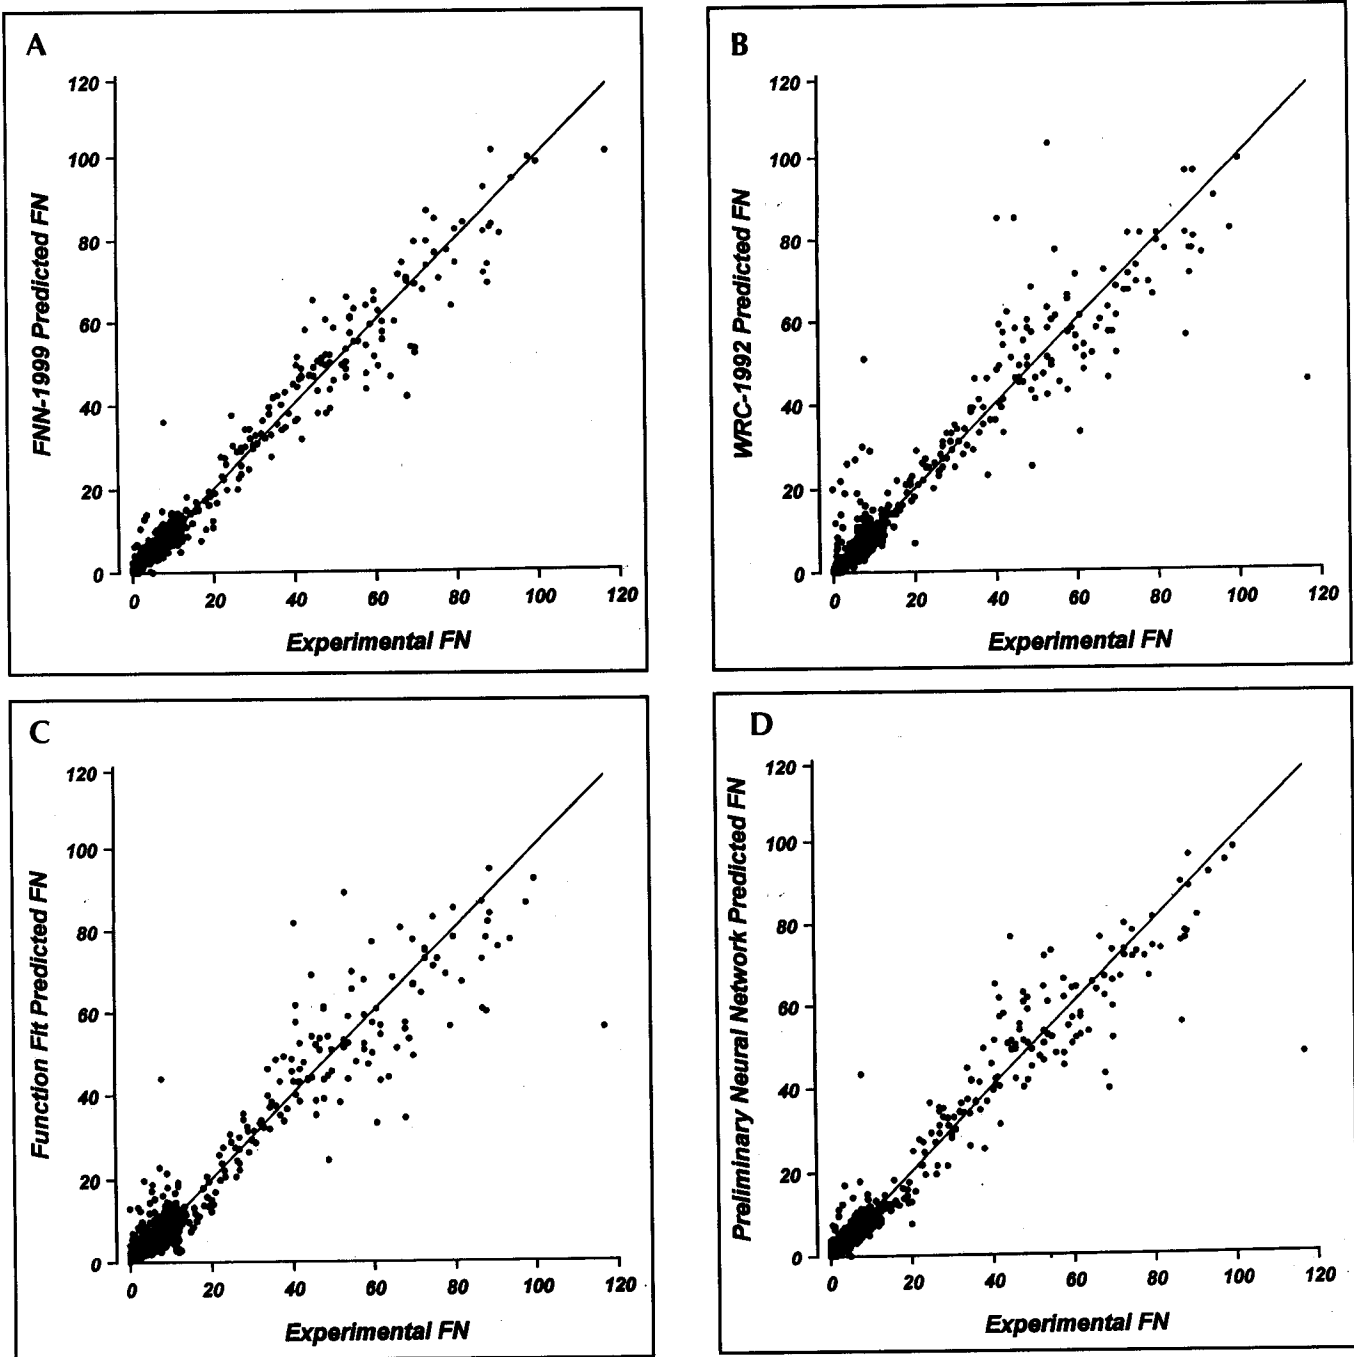 A
FNN-1999 Predicted FN
120
100
80
60
40
20
0
0 20 40 60 80 100 120
Experimental FN
B
WRC-1992 Predicted FN
120
100
80
60
40
20
0
0 20 40 60 80 100 120
Experimental FN
C
Function Fit Predicted FN
120
100
80
60
40
20
0
0 20 40 60 80 100 120
Experimental FN
D
Preliminary Neural Network Predicted FN
120
100
80
60
40
20
0
0 20 40 60 80 100 120
Experimental FN